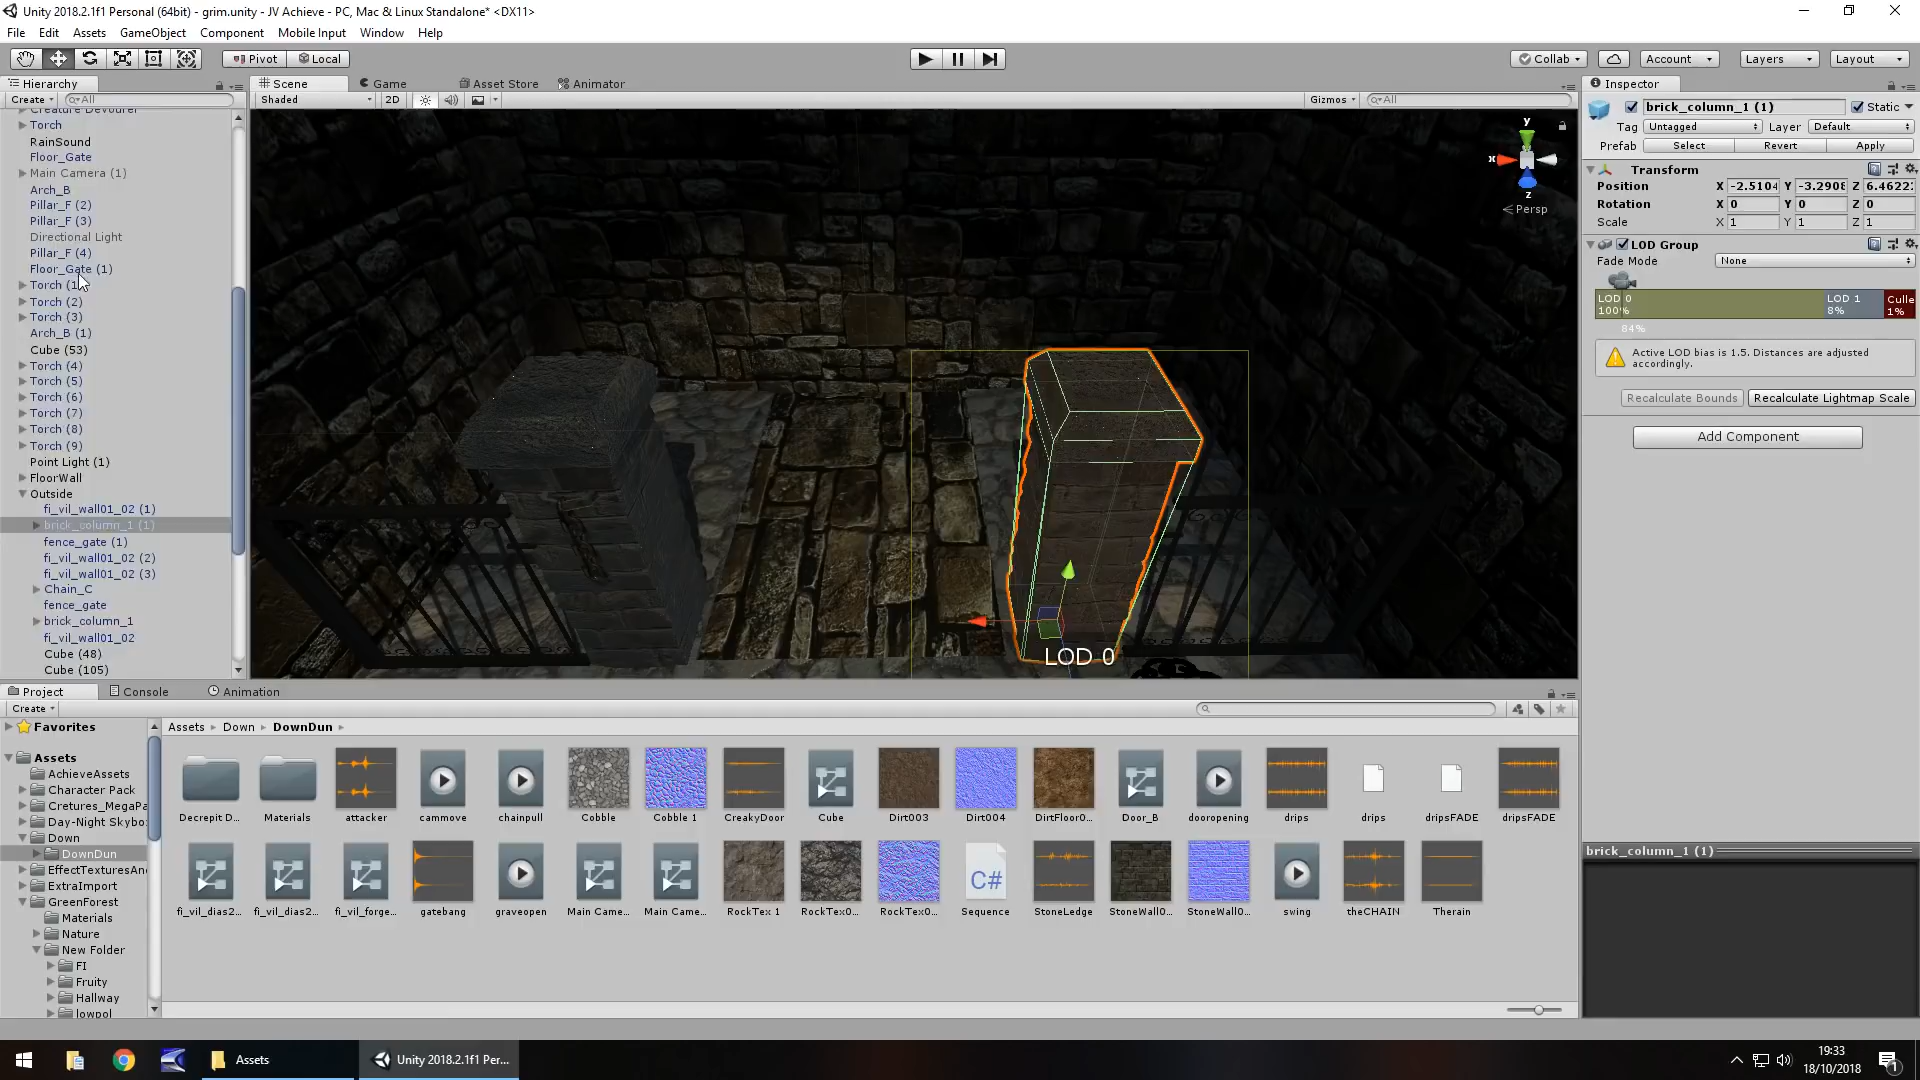 Unity 2018.2.1f1 Personal (64bit) - grim.unity - JV Achieve - PC, Mac & Linux Standalone* <DX11>
File Edit Assets GameObject Component Mobile Input Window Help
Pivot Local Collab Account Layers Layout
Hierarchy
Create All
Creature Devourer
Torch
RainSound
Floor_Gate
Main Camera (1)
Arch_B
Pillar_F (2)
Pillar_F (3)
Directional Light
Pillar_F (4)
Floor_Gate (1)
Torch (1
Torch (2)
Torch (3)
Arch_B (1)
Cube (53)
Torch (4)
Torch (5)
Torch (6)
Torch (7)
Torch (8)
Torch (9)
Point Light (1)
FloorWall
Outside
fi_vil_wall01_02 (1)
brick_column_1 (1)
fence_gate (1)
fi_vil_wall01_02 (2)
fi_vil_wall01_02 (3)
Chain_C
fence_gate
brick_column_1
fi_vil_wall01_02
Cube (48)
Cube (105)
Scene Game Asset Store Animator
Shaded 2D Gizmos All
y
x
z
Persp
LOD 0
Inspector
brick_column_1 (1) Static
Tag Untagged Layer Default
Prefab Select Revert Apply
Transform
Position X -2.5104 Y -3.2908 Z 6.4622
Rotation X 0 Y 0 Z 0
Scale X 1 Y 1 Z 1
LOD Group
Fade Mode None
LOD 0 LOD 1 Culle
100% 8% 1%
84%
Active LOD bias is 1.5. Distances are adjusted
accordingly.
Recalculate Bounds Recalculate Lightmap Scale
Add Component
brick_column_1 (1)
Project Console Animation
Create
Favorites
Assets
AchieveAssets
Character Pack
Cretures_MegaPa
Day-Night Skybo
Down
DownDun
EffectTexturesAn
ExtraImport
GreenForest
Materials
Nature
New Folder
FI
Fruity
Hallway
lowpol
Assets Down DownDun
Decrepit D... Materials attacker cammove chainpull Cobble Cobble 1 CreakyDoor Cube Dirt003 Dirt004 DirtFloor0... Door_B dooropening drips drips dripsFADE dripsFADE
C#
fi_vil_dias2... fi_vil_dias2... fi_vil_forge... gatebang graveopen Main Came... Main Came... RockTex 1 RockTex0... RockTex0... Sequence StoneLedge StoneWall0... StoneWall0... swing theCHAIN Therain
Assets Unity 2018.2.1f1 Per...
19:33
18/10/2018
1